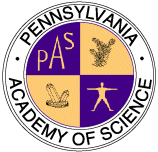 · PENNSYLVANIA ·
ACADEMY OF SCIENCE
PAS